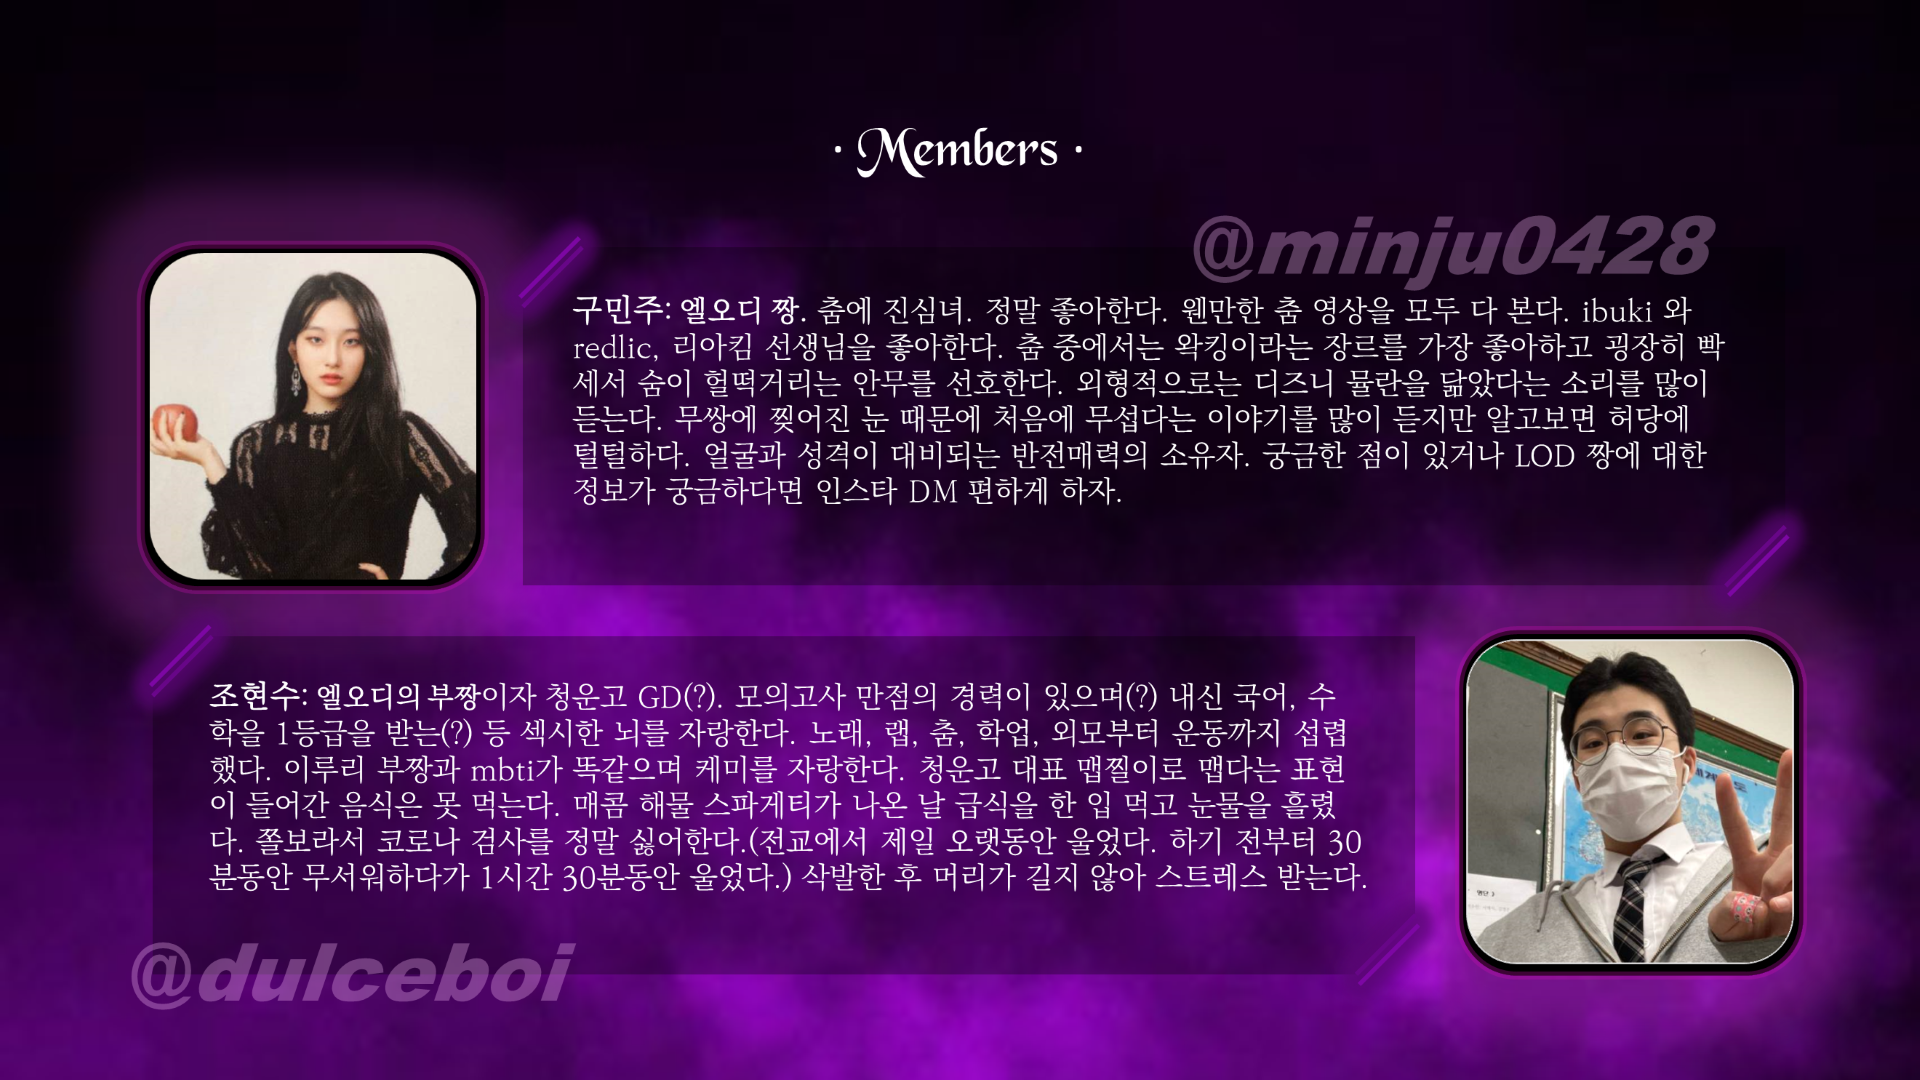 · Members ·
@minju0428
구민주: 엘오디 짱. 춤에 진심녀. 정말 좋아한다. 웬만한 춤 영상을 모두 다 본다. ibuki 와
redlic, 리아킴 선생님을 좋아한다. 춤 중에서는 왁킹이라는 장르를 가장 좋아하고 굉장히 빡
세서 숨이 헐떡거리는 안무를 선호한다. 외형적으로는 디즈니 뮬란을 닮았다는 소리를 많이
듣는다. 무쌍에 찢어진 눈 때문에 처음에 무섭다는 이야기를 많이 듣지만 알고보면 허당에
털털하다. 얼굴과 성격이 대비되는 반전매력의 소유자. 궁금한 점이 있거나 LOD 짱에 대한
정보가 궁금하다면 인스타 DM 편하게 하자.
조현수: 엘오디의 부짱이자 청운고 GD(?). 모의고사 만점의 경력이 있으며(?) 내신 국어, 수
학을 1등급을 받는(?) 등 섹시한 뇌를 자랑한다. 노래, 랩, 춤, 학업, 외모부터 운동까지 섭렵
했다. 이루리 부짱과 mbti가 똑같으며 케미를 자랑한다. 청운고 대표 맵찔이로 맵다는 표현
이 들어간 음식은 못 먹는다. 매콤 해물 스파게티가 나온 날 급식을 한 입 먹고 눈물을 흘렸
다. 쫄보라서 코로나 검사를 정말 싫어한다.(전교에서 제일 오랫동안 울었다. 하기 전부터 30
분동안 무서워하다가 1시간 30분동안 울었다.) 삭발한 후 머리가 길지 않아 스트레스 받는다.
@dulceboi